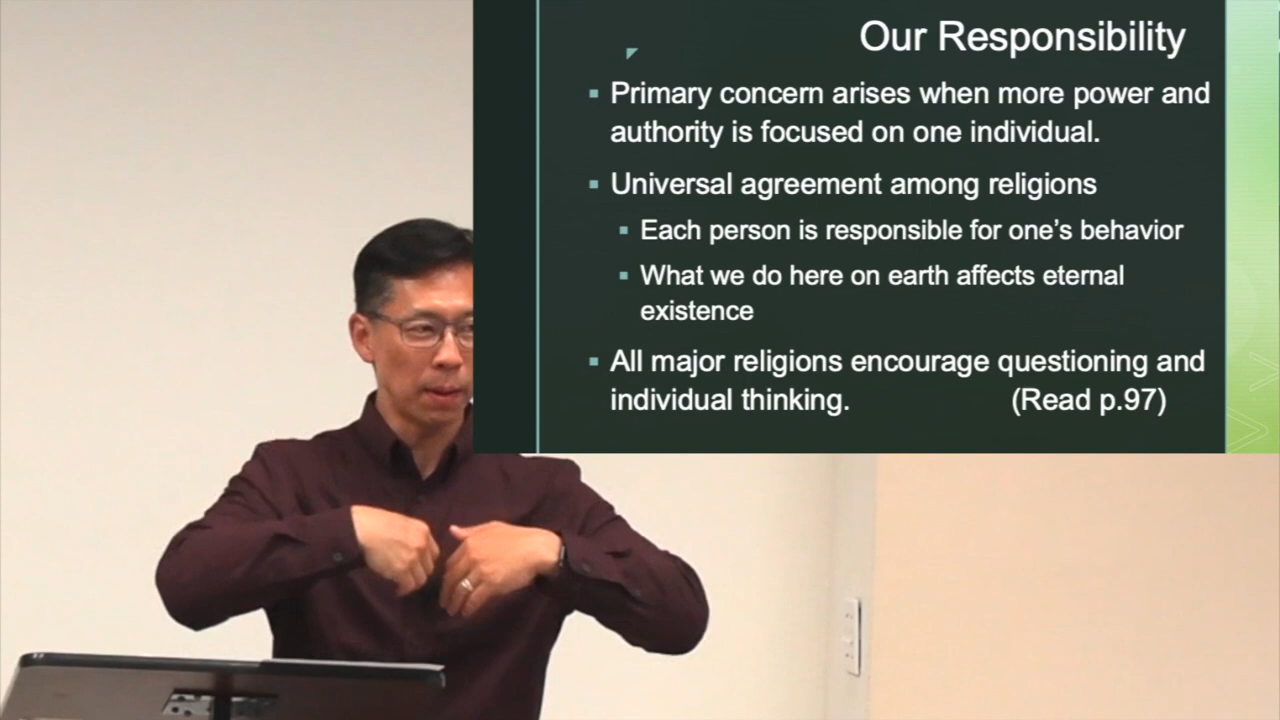 Our Responsibility
▪ Primary concern arises when more power and
authority is focused on one individual.
▪ Universal agreement among religions
▪ Each person is responsible for one’s behavior
▪ What we do here on earth affects eternal
existence
▪ All major religions encourage questioning and
individual thinking. (Read p.97)